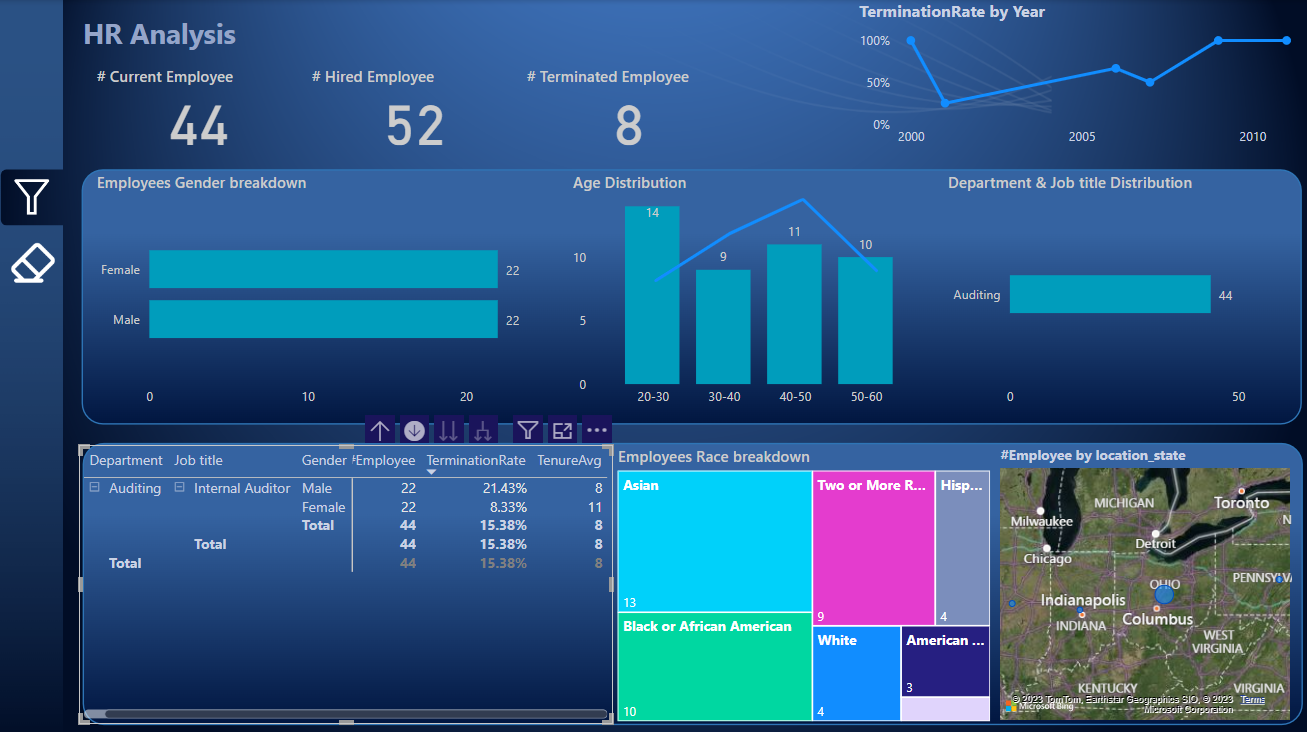 HR Analysis
# Current Employee
44
# Hired Employee
52
# Terminated Employee
8
TerminationRate by Year
100%
50%
0%
2000 2005 2010
Employees Gender breakdown
Female 22
Male 22
0 10 20
Age Distribution
10
5
0
14
9
11
10
20-30 30-40 40-50 50-60
Department & Job title Distribution
Auditing 44
0 50
Department Job title Gender #Employee TerminationRate TenureAvg
Auditing Internal Auditor Male 22 21.43% 8
Female 22 8.33% 11
Total 44 15.38% 8
Total 44 15.38% 8
Total 44 15.38% 8
Employees Race breakdown
Asian
13
Black or African American
10
Two or More R...
9
Hisp...
4
White
4
American ...
3
#Employee by location_state
MICHIGAN
Toronto
Milwaukee
N
Detroit
Chicago
OHIO
PENNSYLVA
Indianapolis
INDIANA
Columbus
WEST
VIRGINIA
KENTUCKY
VIRGINIA
© 2023 TomTom, Earthstar Geographics SIO, © 2023 Terms
Microsoft Bing
Microsoft Corporation